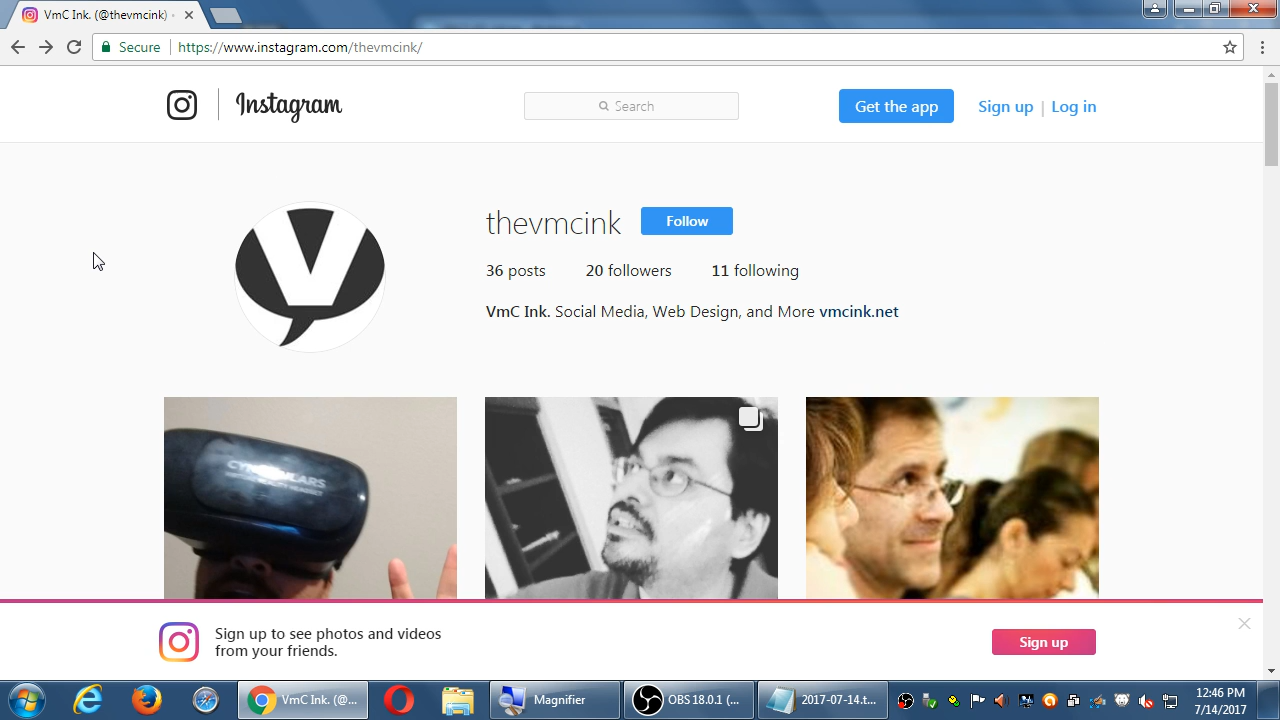 VmC Ink. (@thevmcink) •
Secure
https://www.instagram.com/thevmcink/
Instagram
Search
Get the app
Sign up | Log in
thevmcink
Follow
36 posts 20 followers 11 following
VmC Ink. Social Media, Web Design, and More vmcink.net
Sign up to see photos and videos
from your friends.
Sign up
VmC Ink. (@...
Magnifier
OBS 18.0.1 (...
2017-07-14.t...
12:46 PM
7/14/2017